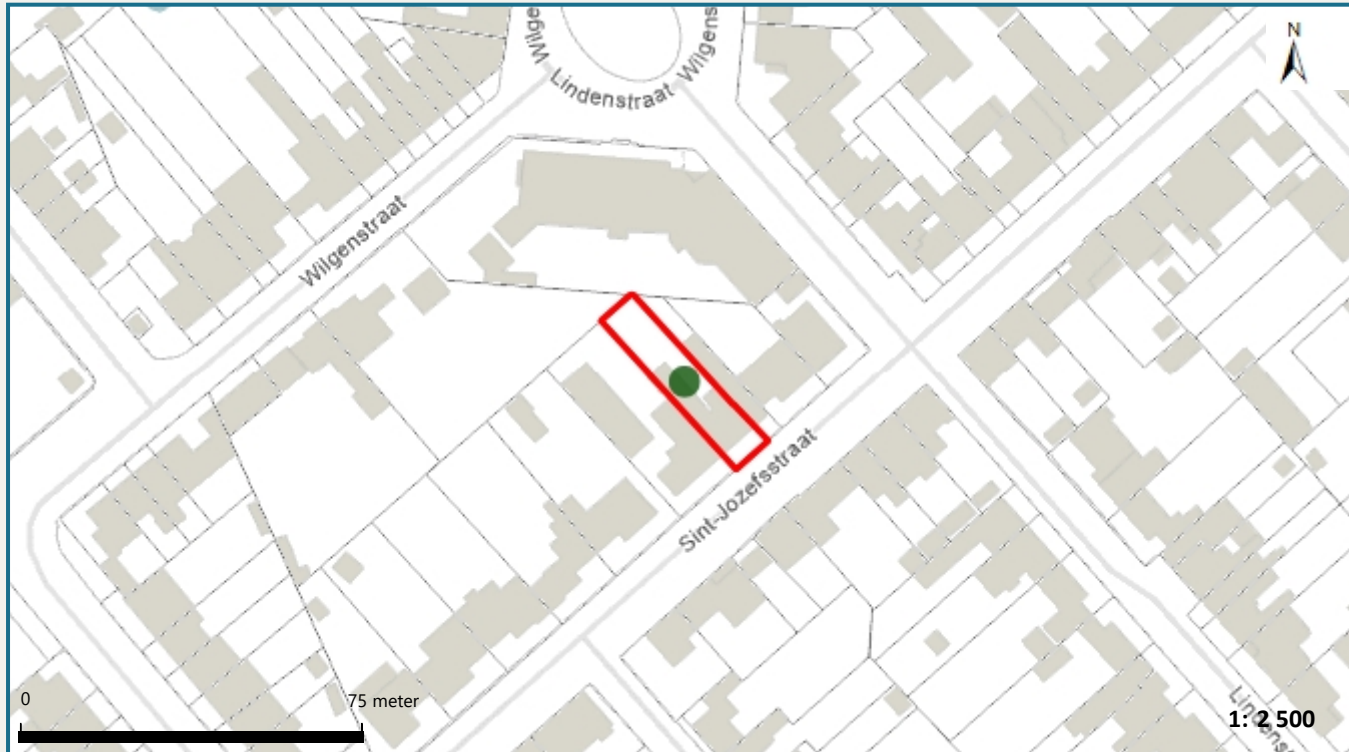 Wilge
Wilgens
N
Lindenstraat
Wilgenstraat
Sint-Jozefsstraat
0
75 meter
Lindens
1: 2 500